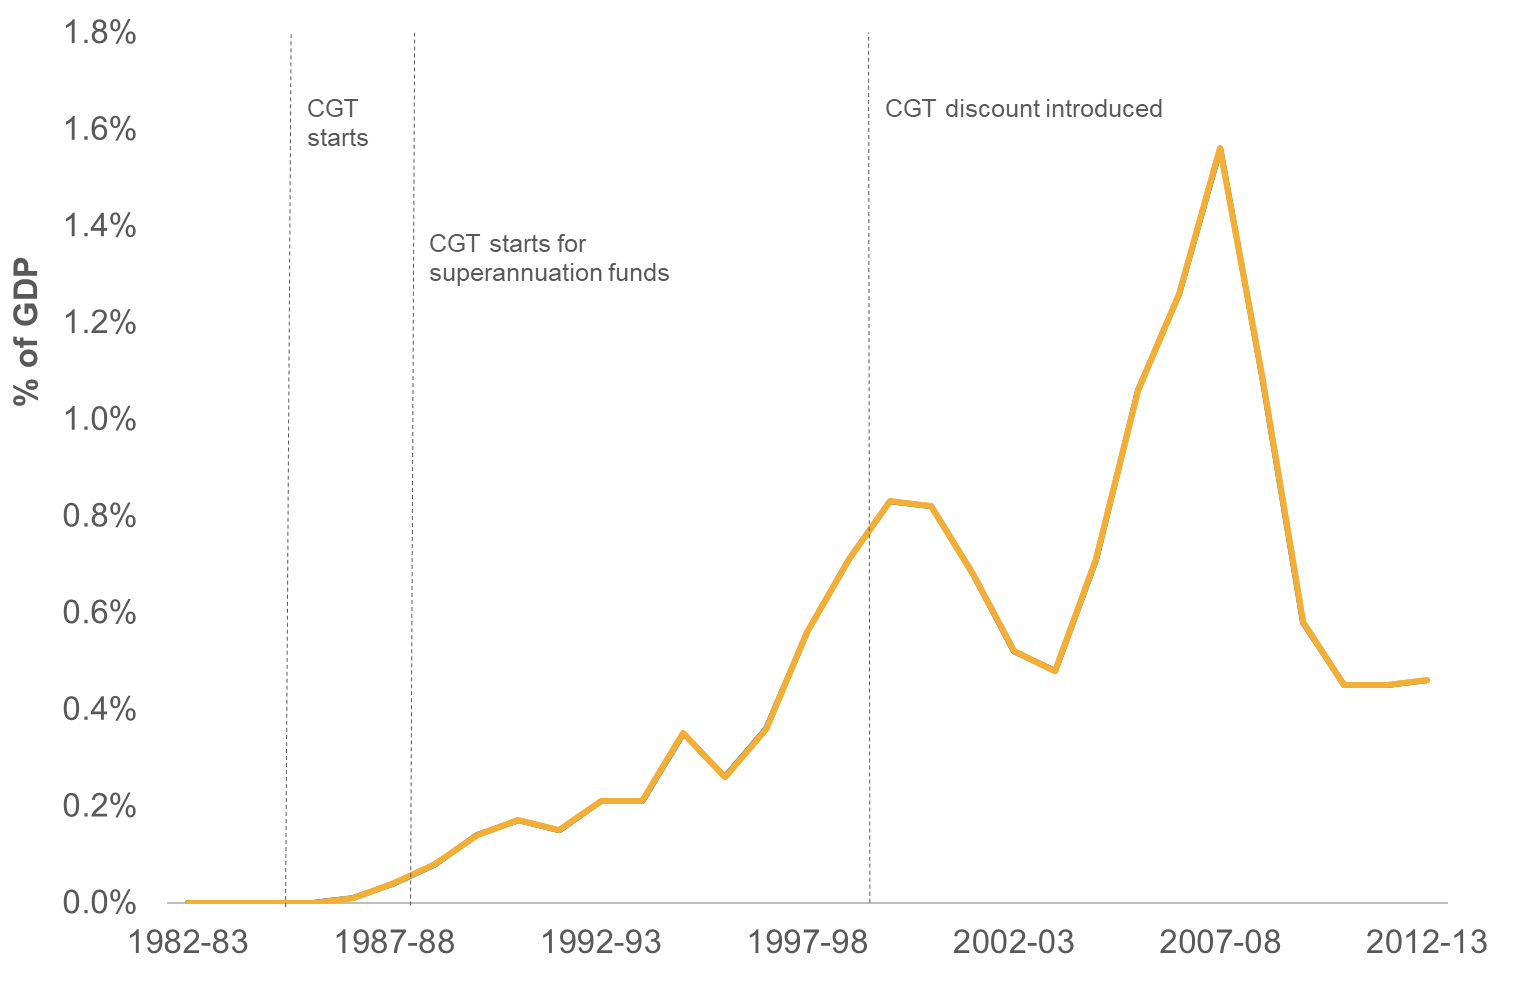 1.8%
1.6%
1.4%
1.2%
1.0%
0.8%
0.6%
0.4%
0.2%
0.0%
% of GDP
CGT
starts
CGT starts for
superannuation funds
CGT discount introduced
1982-83 1987-88 1992-93 1997-98 2002-03 2007-08 2012-13